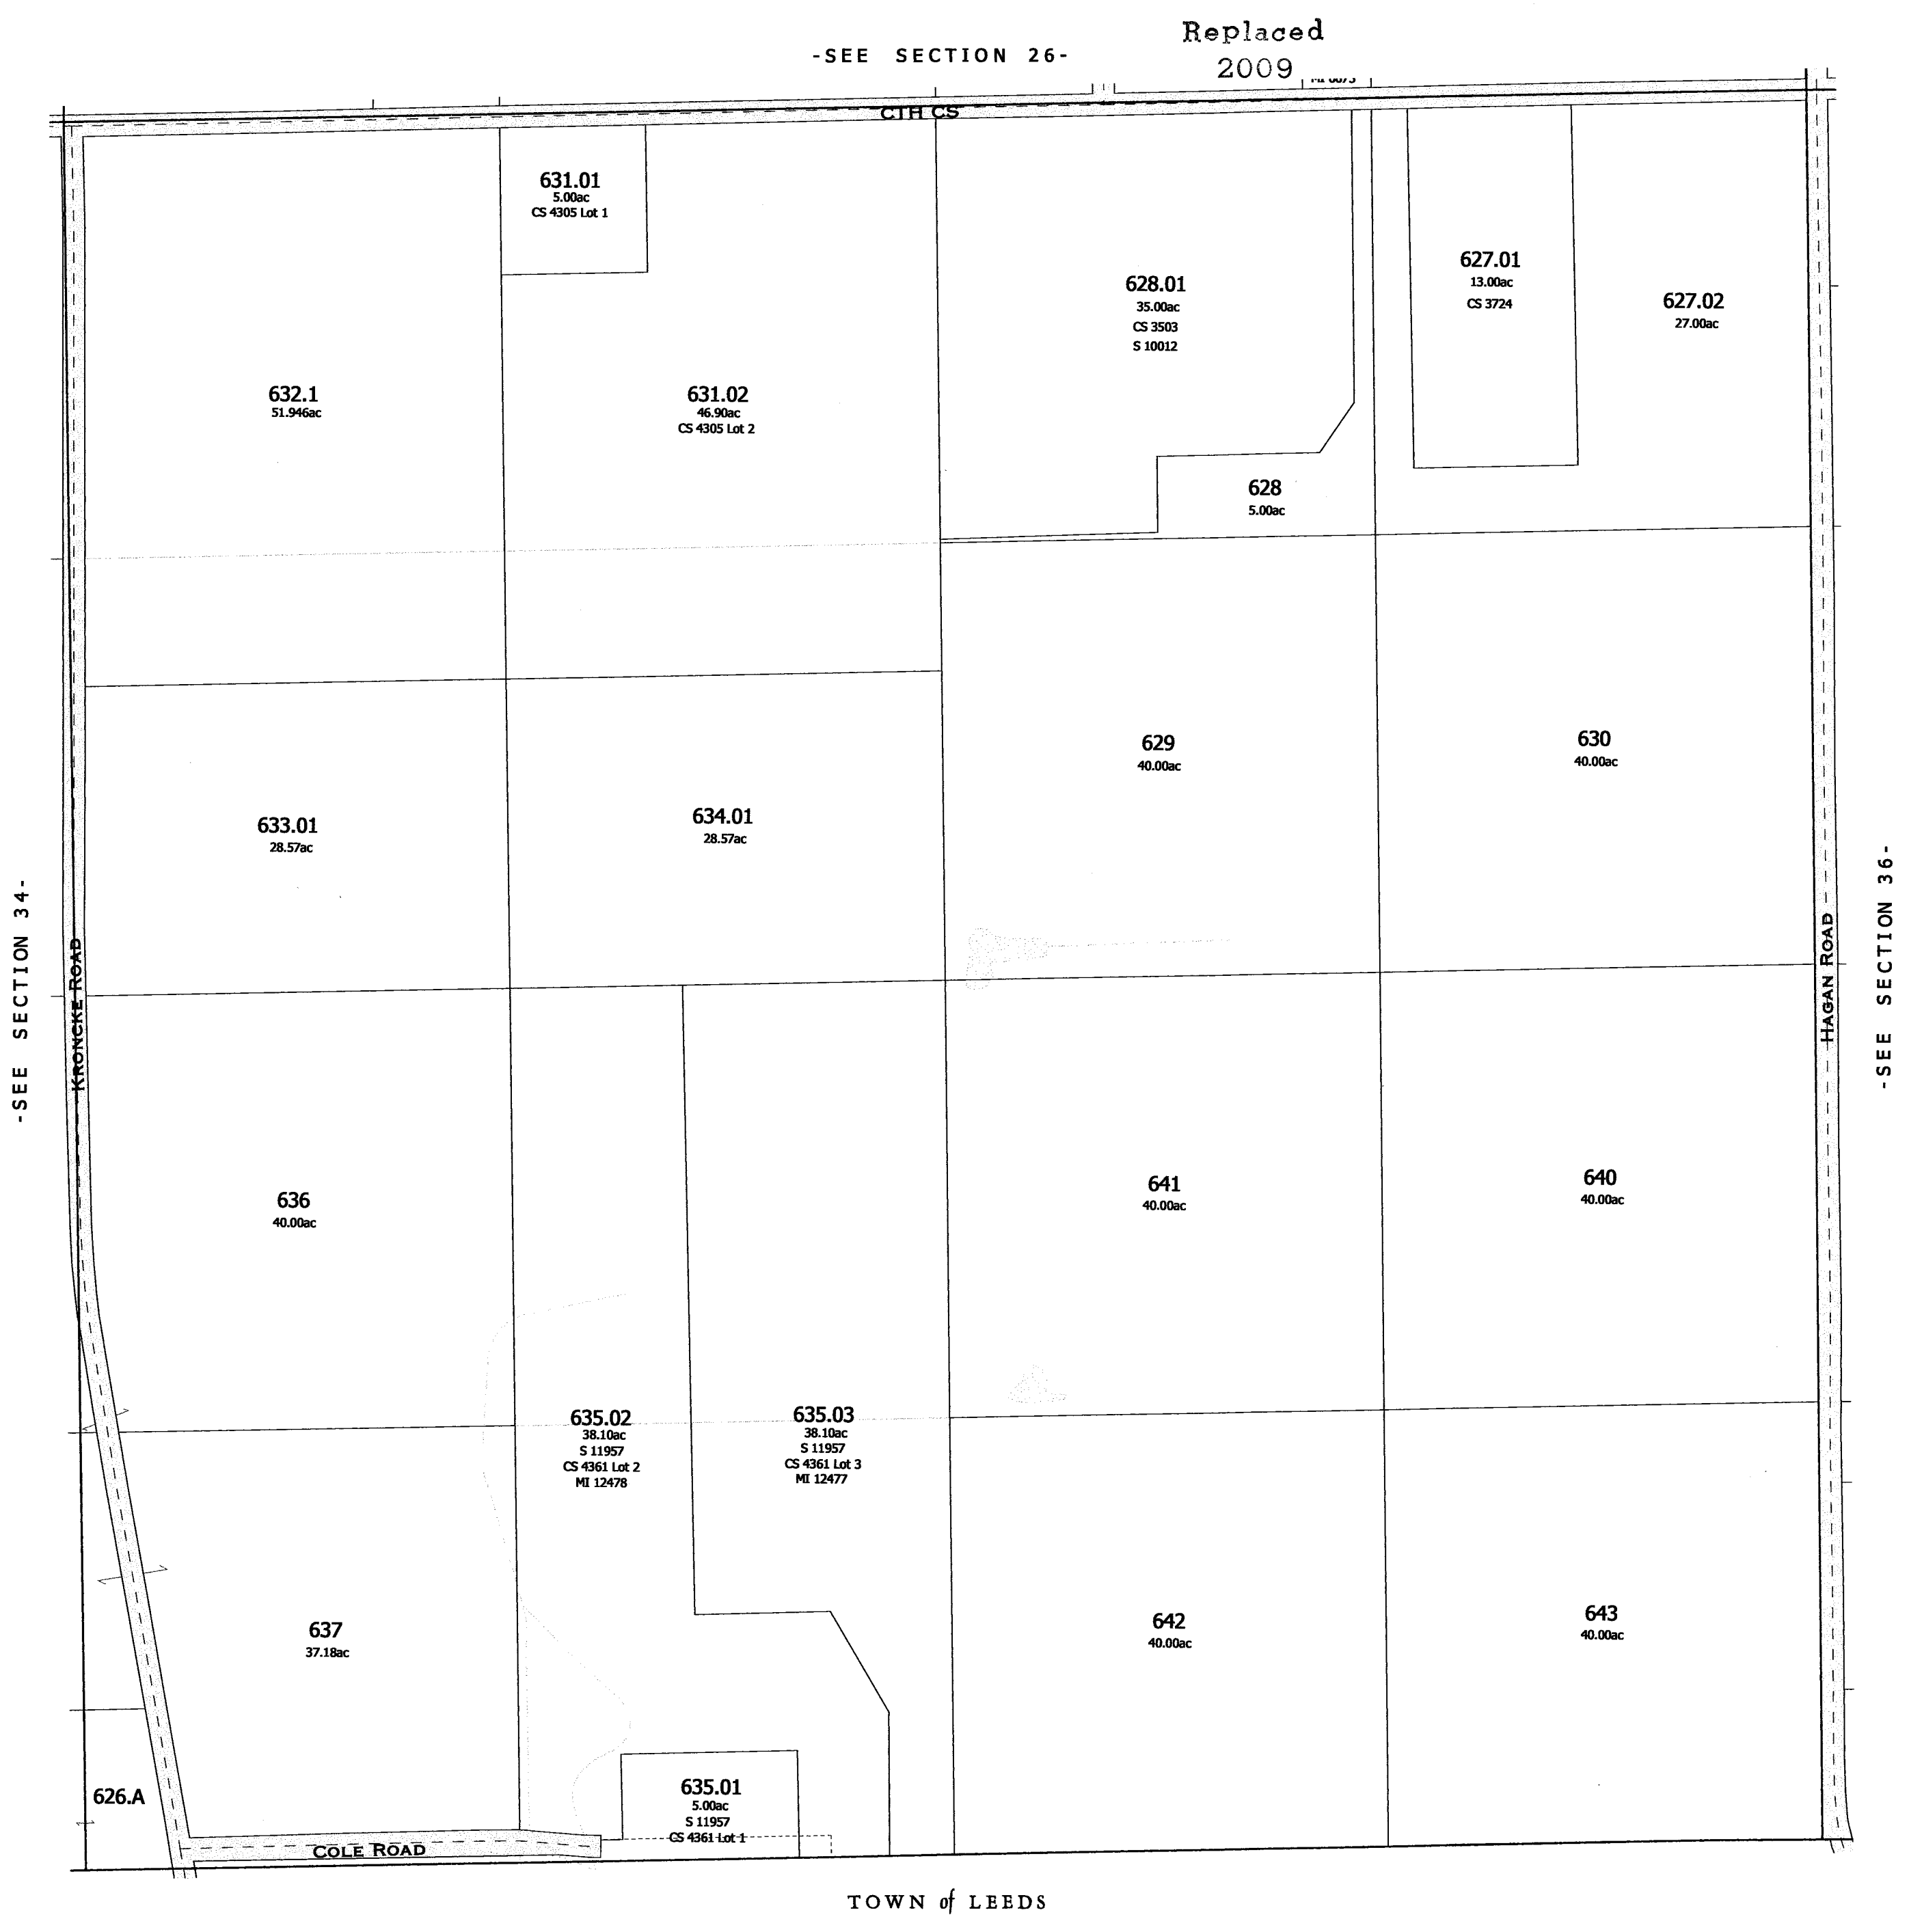 Replaced
-SEE SECTION 26-
2009
CTH CS
631.01
5.00ac
CS 4305 Lot 1
628.01
35.00ac
CS 3503
S 10012
627.01
13.00ac
CS 3724
627.02
27.00ac
632.1
51.946ac
631.02
46.90ac
CS 4305 Lot 2
628
5.00ac
629
40.00ac
630
40.00ac
633.01
28.57ac
634.01
28.57ac
-SEE SECTION 34-
KRONCKE ROAD
HAGAN ROAD
-SEE SECTION 36-
636
40.00ac
641
40.00ac
640
40.00ac
635.02
38.10ac
S 11957
CS 4361 Lot 2
MI 12478
635.03
38.10ac
S 11957
CS 4361 Lot 3
MI 12477
637
37.18ac
642
40.00ac
643
40.00ac
626.A
635.01
5.00ac
S 11957
CS 4361 Lot 1
COLE ROAD
TOWN of LEEDS